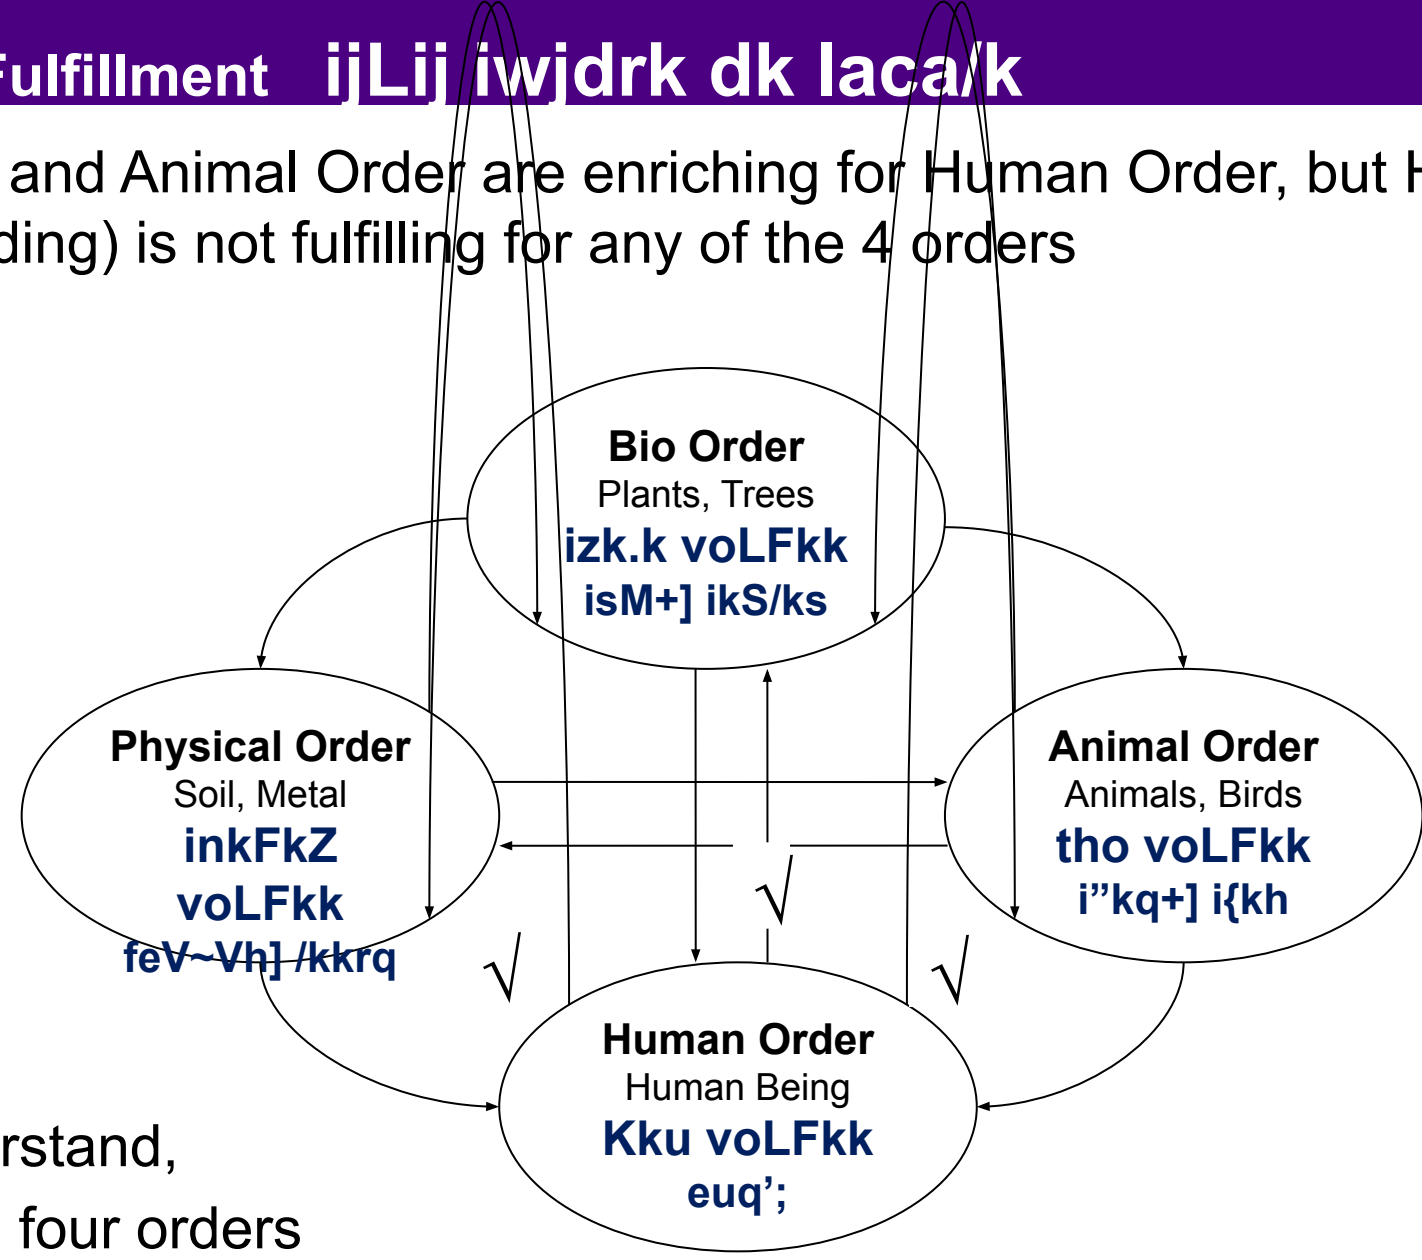 Fulfillment ijLij iwjdrk dk laca/k
and Animal Order are enriching for Human Order, but H
ding) is not fulfilling for any of the 4 orders
Bio Order
Plants, Trees
izk.k voLFkk
isM+] ikS/ks
Physical Order
Soil, Metal
inkFkZ
voLFkk
feV~Vh] /kkrq
Animal Order
Animals, Birds
tho voLFkk
i”kq+] i{kh
√
√
√
Human Order
Human Being
Kku voLFkk
euq’;
rstand,
four orders